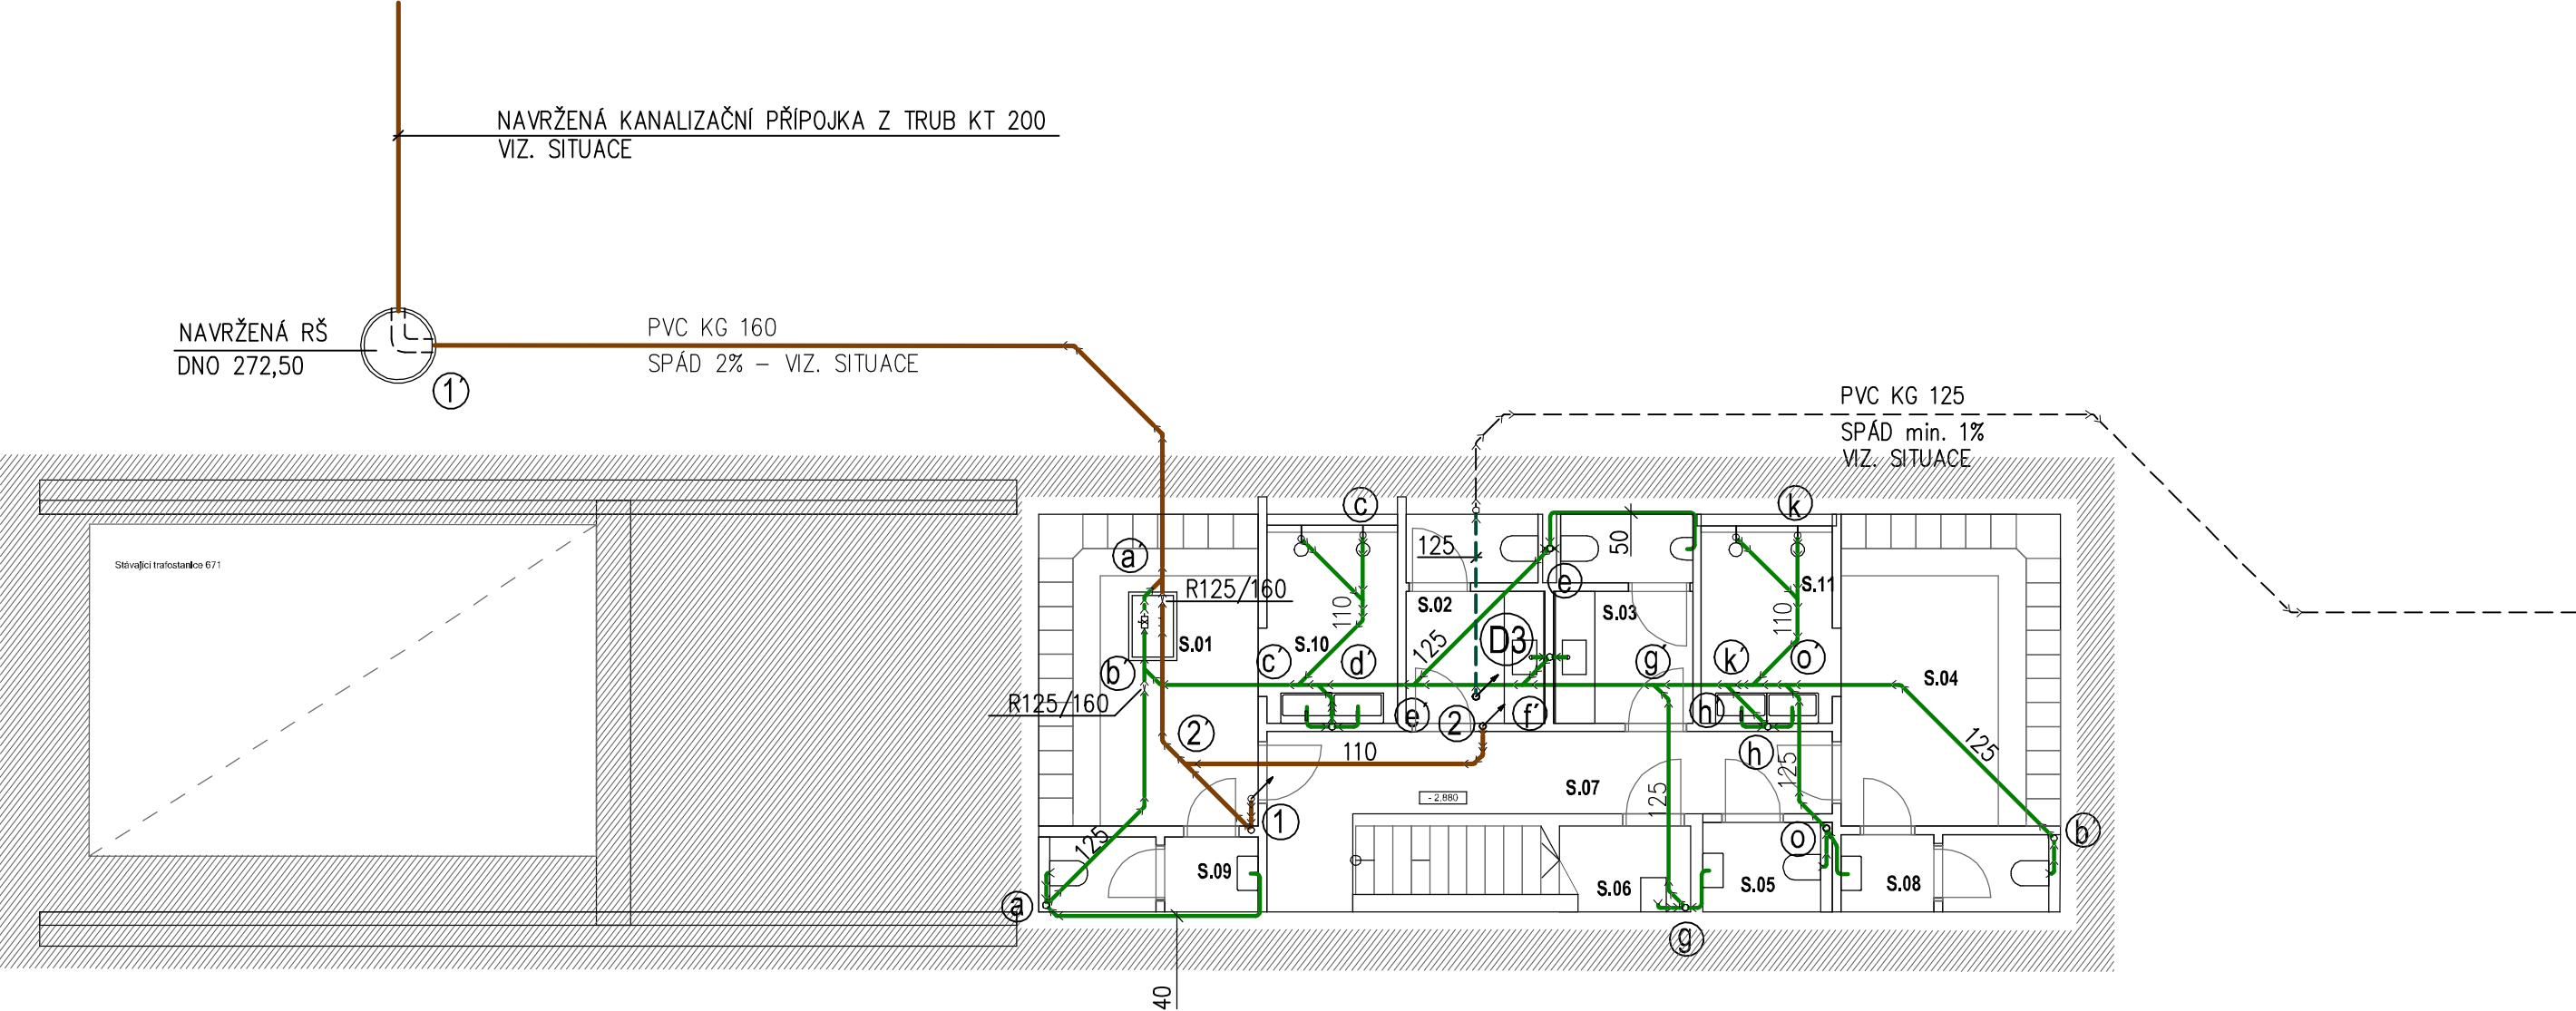 NAVRŽENÁ KANALIZAČNÍ PŘÍPOJKA Z TRUB KT 200
VIZ. SITUACE
NAVRŽENÁ RŠ
DNO 272,50
PVC KG 160
SPÁD 2% – VIZ. SITUACE
1'
PVC KG 125
SPÁD min. 1%
VIZ. SITUACE
Stávající trafostanice 671
c
k
a'
125
50
e
R125/160
S.02
S.03
S.11
110
110
S.01
S.10
125
D3
b'
c'
d'
g'
k'
o'
S.04
R125/160
e'
2
f'
h'
2'
110
h
125
125
S.07
- 2,880
125
1
125
o
b'
S.09
S.06
S.05
S.08
a
g
40